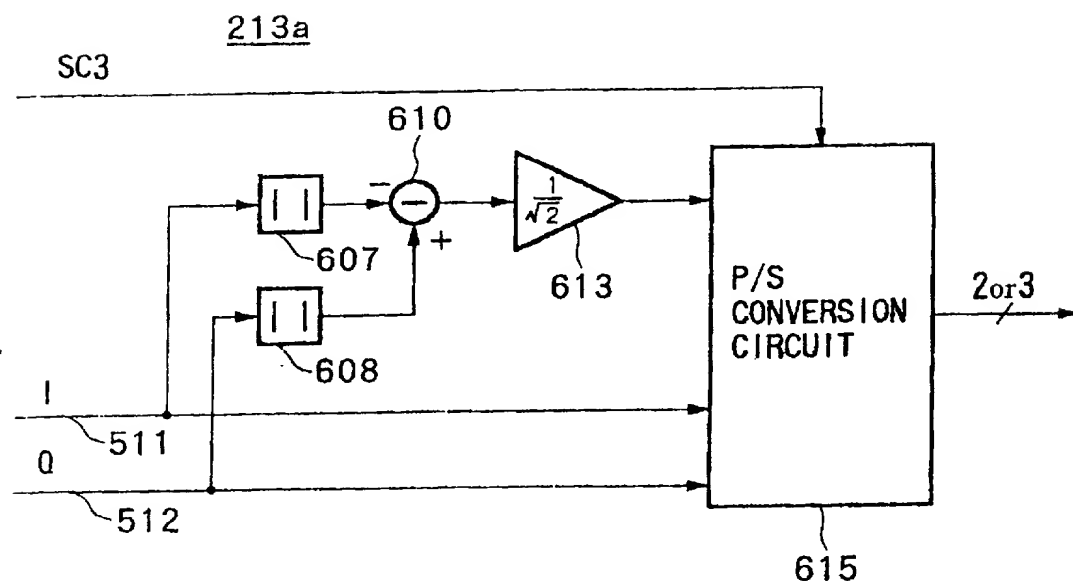 213a
SC3
610
−
−
+
1
√2
| |
607
613
| |
608
P/S
CONVERSION
CIRCUIT
2or3
I
511
Q
512
615